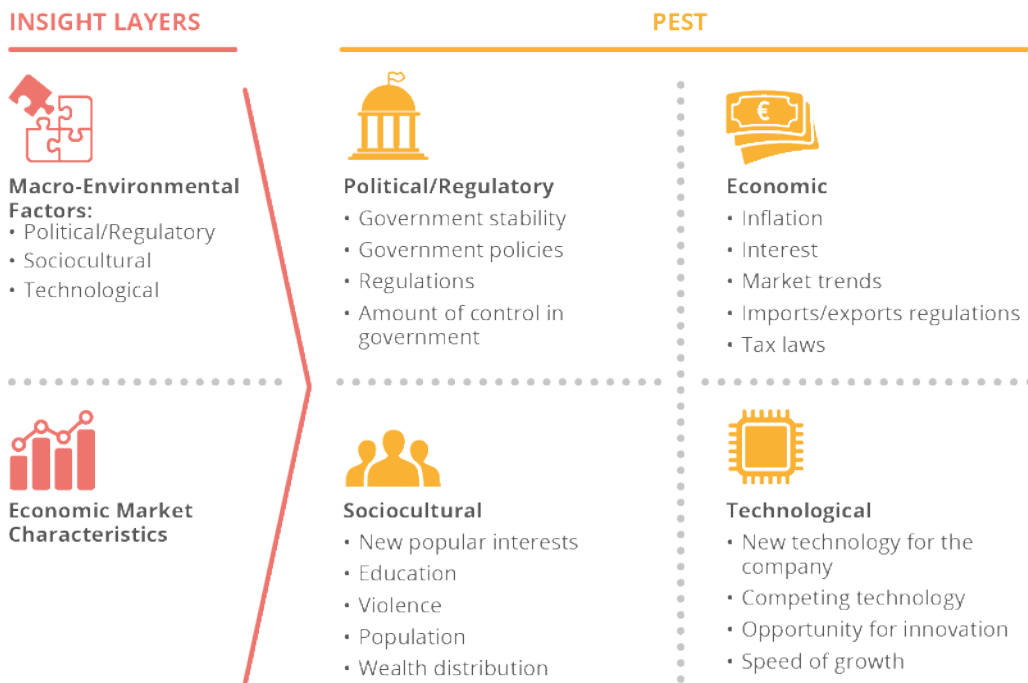 INSIGHT LAYERS
Macro-Environmental
Factors:
• Political/Regulatory
• Sociocultural
• Technological
Economic Market
Characteristics
PEST
€
Political/Regulatory
• Government stability
• Government policies
• Regulations
• Amount of control in
government
Economic
• Inflation
• Interest
• Market trends
• Imports/exports regulations
• Tax laws
Sociocultural
• New popular interests
• Education
• Violence
• Population
• Wealth distribution
Technological
• New technology for the
company
• Competing technology
• Opportunity for innovation
• Speed of growth